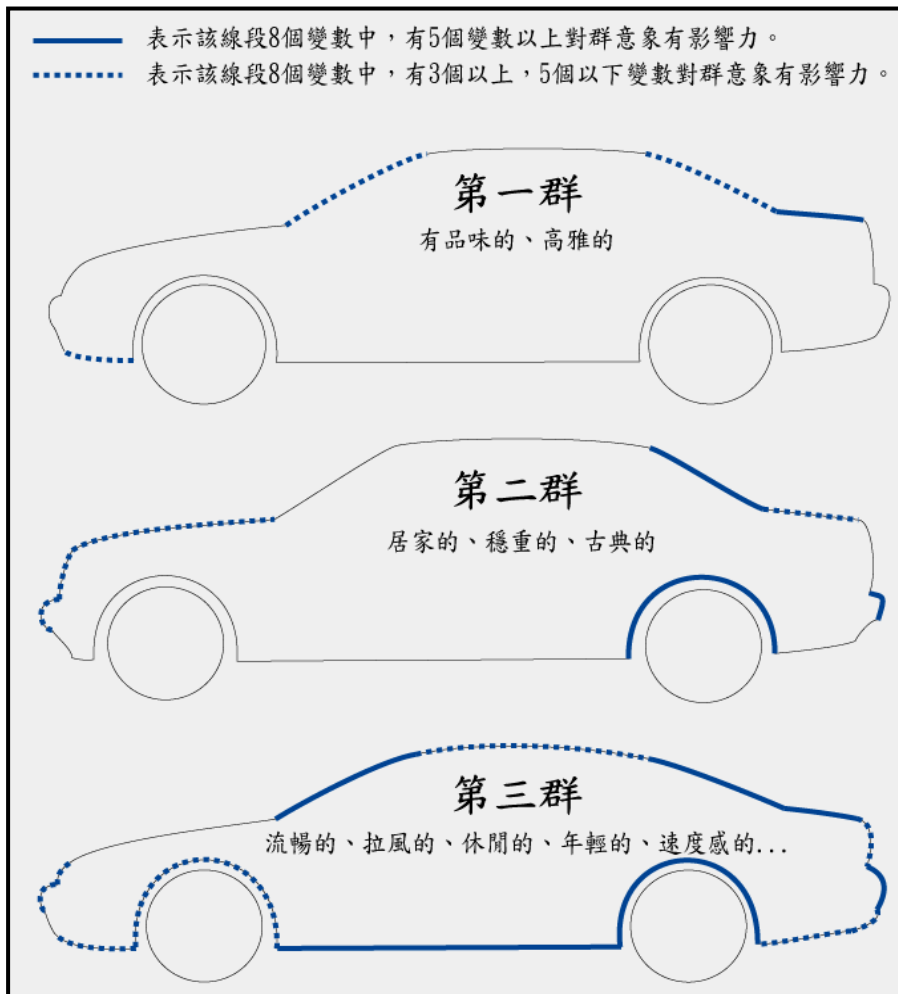 表示該線段8個變數中，有5個變數以上對群意象有影響力。
表示該線段8個變數中，有3個以上，5個以下變數對群意象有影響力。
第一群
有品味的、高雅的
第二群
居家的、穩重的、古典的
第三群
流暢的、拉風的、休閒的、年輕的、速度感的...